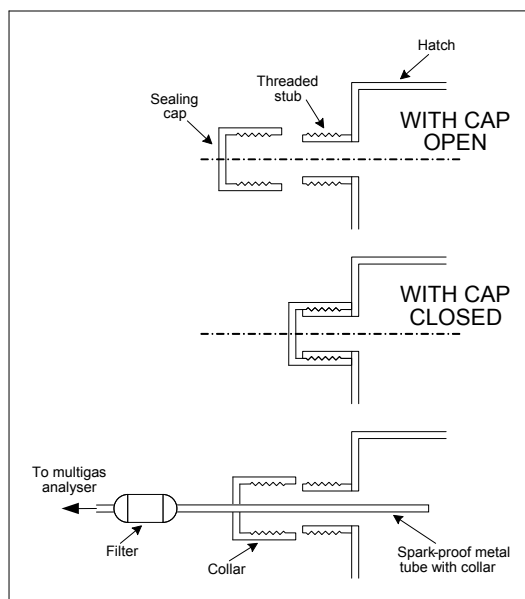 Hatch
Threaded
stub
Sealing
cap
WITH CAP
OPEN
WITH CAP
CLOSED
To multigas
analyser
Filter
Collar
Spark-proof metal
tube with collar